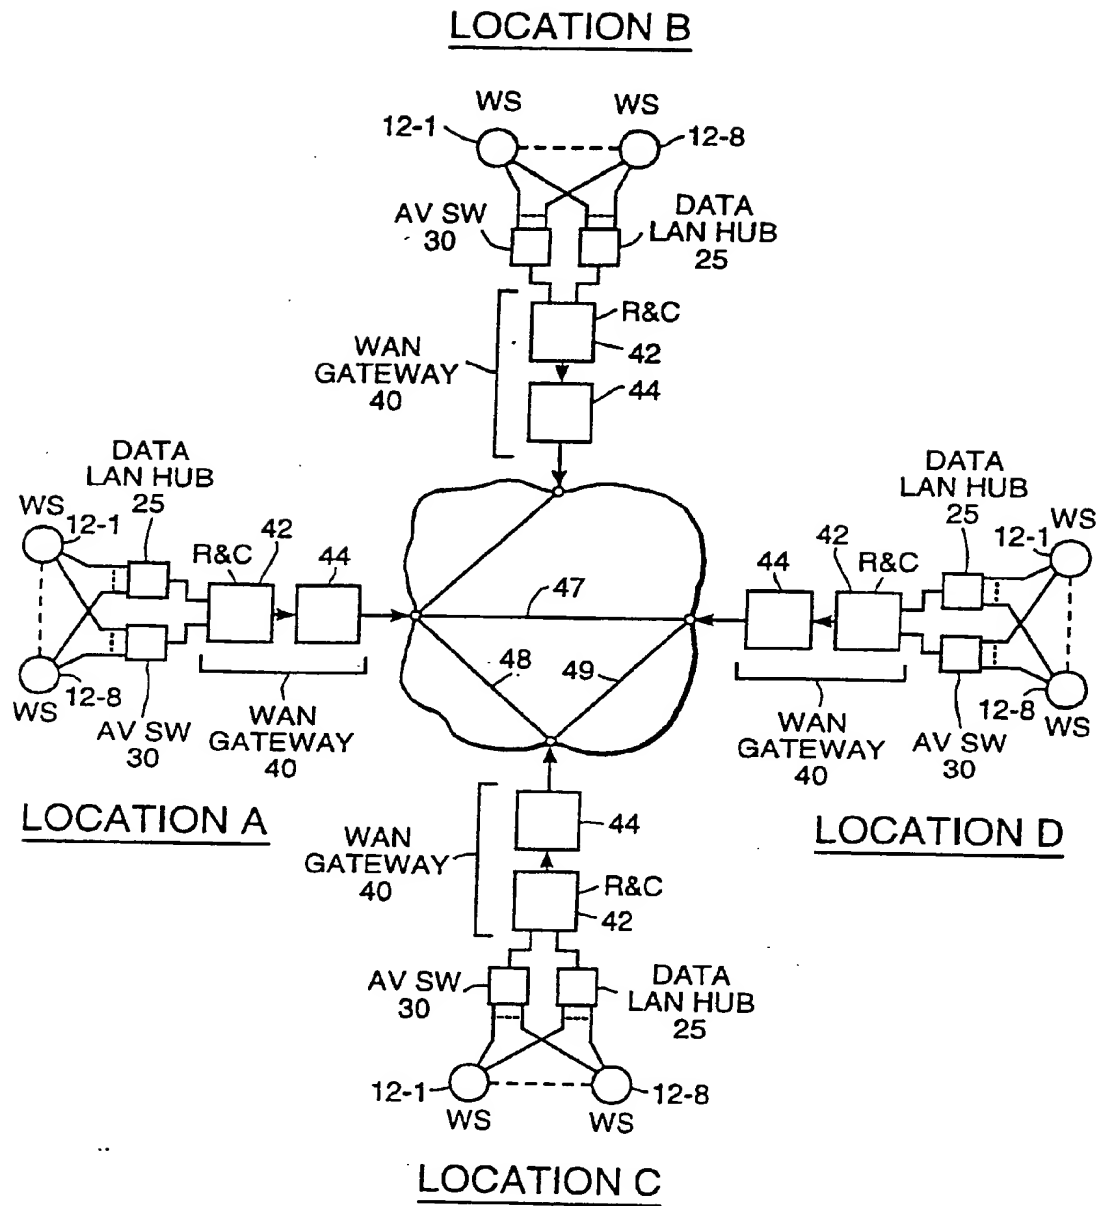 LOCATION B
WS WS
12-1 12-8
AV SW
30
DATA
LAN HUB
25
R&C
42
WAN
GATEWAY
40
44
DATA
LAN HUB
25
WS
12-1
42
R&C
44
12-8
WS
AV SW
30
WAN
GATEWAY
40
LOCATION A
47
48
49
DATA
LAN HUB
25
WS
12-1
42
R&C
44
12-8
WS
AV SW
30
WAN
GATEWAY
40
LOCATION D
WAN
GATEWAY
40
44
R&C
42
AV SW
30
DATA
LAN HUB
25
12-1 12-8
WS WS
LOCATION C